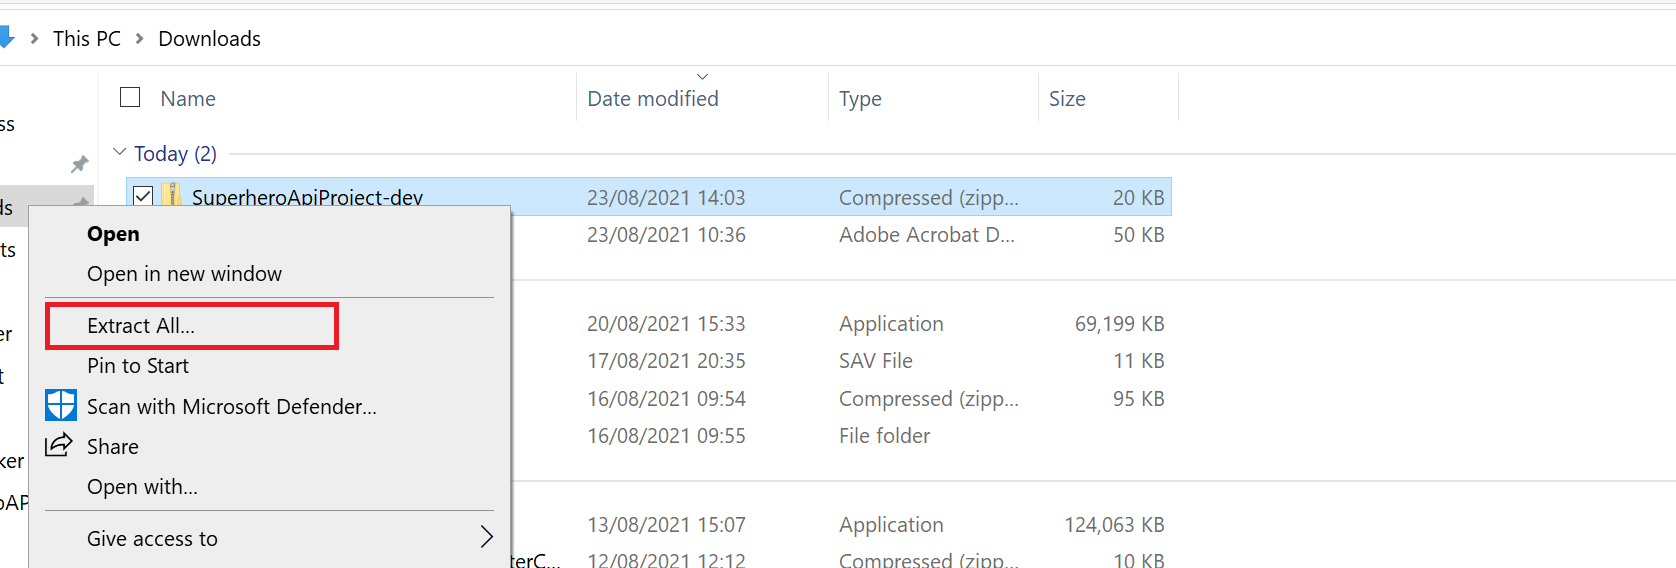 This PC > Downloads
Name Date modified Type Size
ss
Today (2)
SuperheroApiProject-dev 23/08/2021 14:03 Compressed (zipp... 20 KB
ds
23/08/2021 10:36 Adobe Acrobat D... 50 KB
ts
Open
Open in new window
Extract All...
Pin to Start
Scan with Microsoft Defender...
Share
Open with...
Give access to
er
20/08/2021 15:33 Application 69,199 KB
t
17/08/2021 20:35 SAV File 11 KB
16/08/2021 09:54 Compressed (zipp... 95 KB
16/08/2021 09:55 File folder
ker
oAP
13/08/2021 15:07 Application 124,063 KB
terC... 12/08/2021 12:12 Compressed (zipp... 10 KB